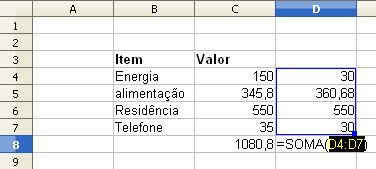 A B C D
1
2
3 Item Valor
4 Energia 150 30
5 alimentação 345,8 360,68
6 Residência 550 550
7 Telefone 35 30
8 1080,8 =SOMA(D4:D7)
9